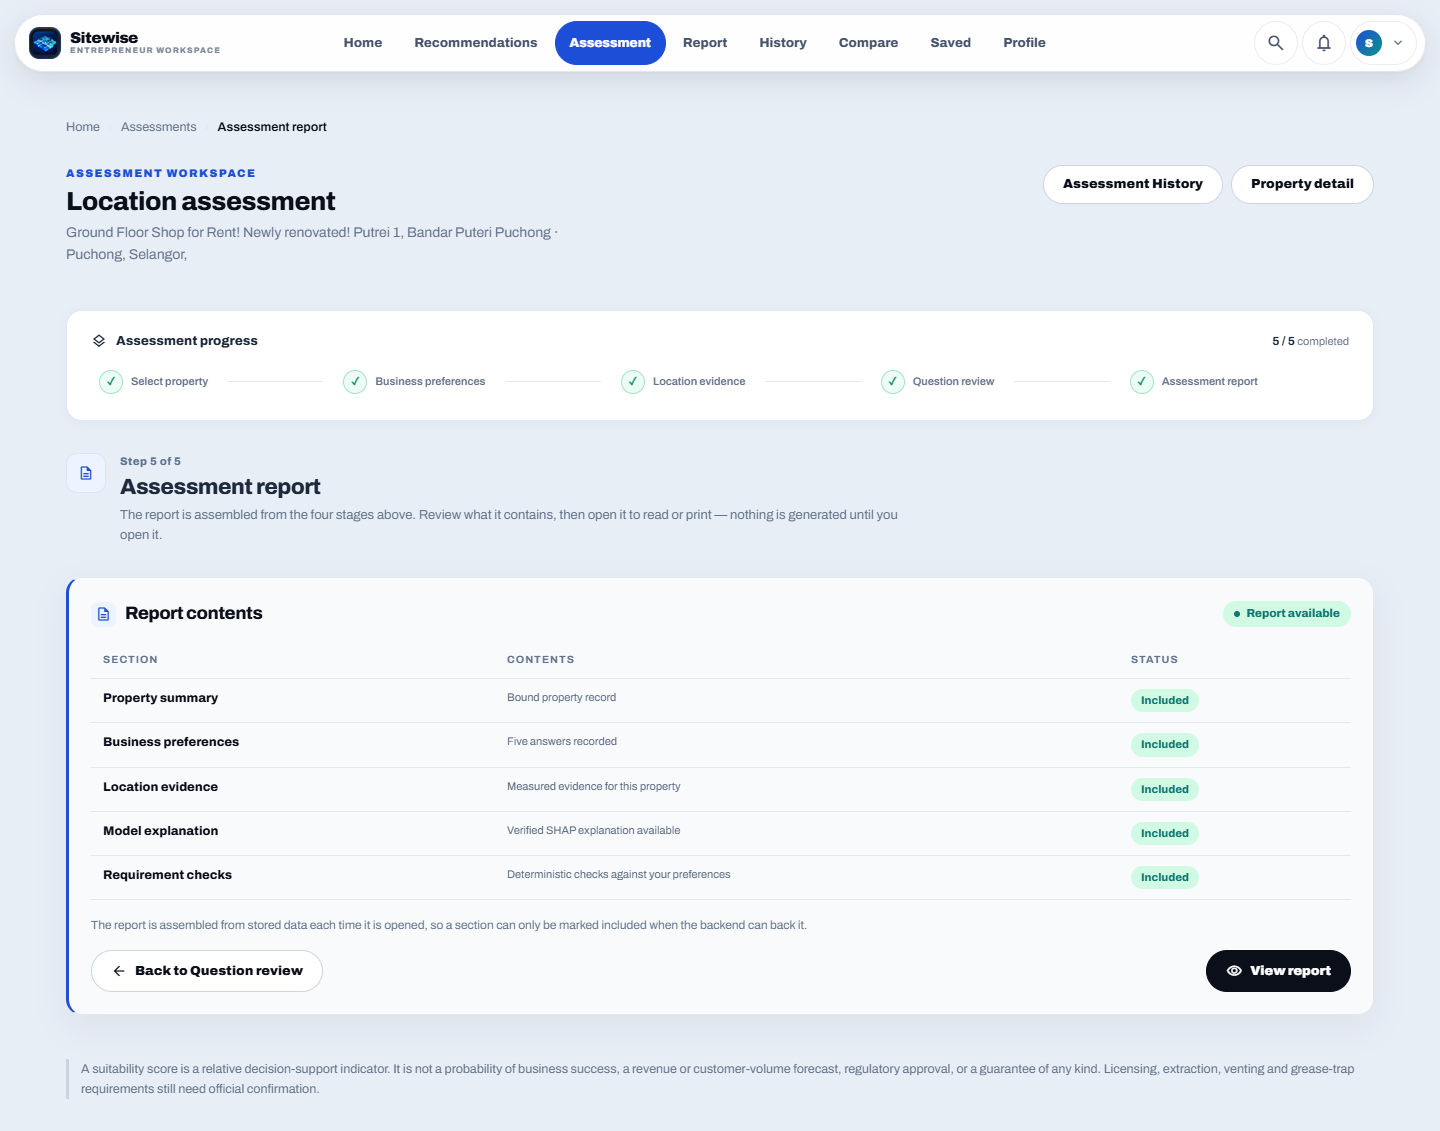 Sitewise
ENTREPRENEUR WORKSPACE
Home
Recommendations
Assessment
Report
History
Compare
Saved
Profile
S
Home
Assessments
Assessment report
ASSESSMENT WORKSPACE
Location assessment
Ground Floor Shop for Rent! Newly renovated! Putrei 1, Bandar Puteri Puchong ·
Puchong, Selangor,
Assessment History
Property detail
Assessment progress
5 / 5 completed
Select property
Business preferences
Location evidence
Question review
Assessment report
Step 5 of 5
Assessment report
The report is assembled from the four stages above. Review what it contains, then open it to read or print — nothing is generated until you
open it.
Report contents
Report available
SECTION CONTENTS STATUS
Property summary Bound property record Included
Business preferences Five answers recorded Included
Location evidence Measured evidence for this property Included
Model explanation Verified SHAP explanation available Included
Requirement checks Deterministic checks against your preferences Included
The report is assembled from stored data each time it is opened, so a section can only be marked included when the backend can back it.
Back to Question review
View report
A suitability score is a relative decision-support indicator. It is not a probability of business success, a revenue or customer-volume forecast, regulatory approval, or a guarantee of any kind. Licensing, extraction, venting and grease-trap
requirements still need official confirmation.